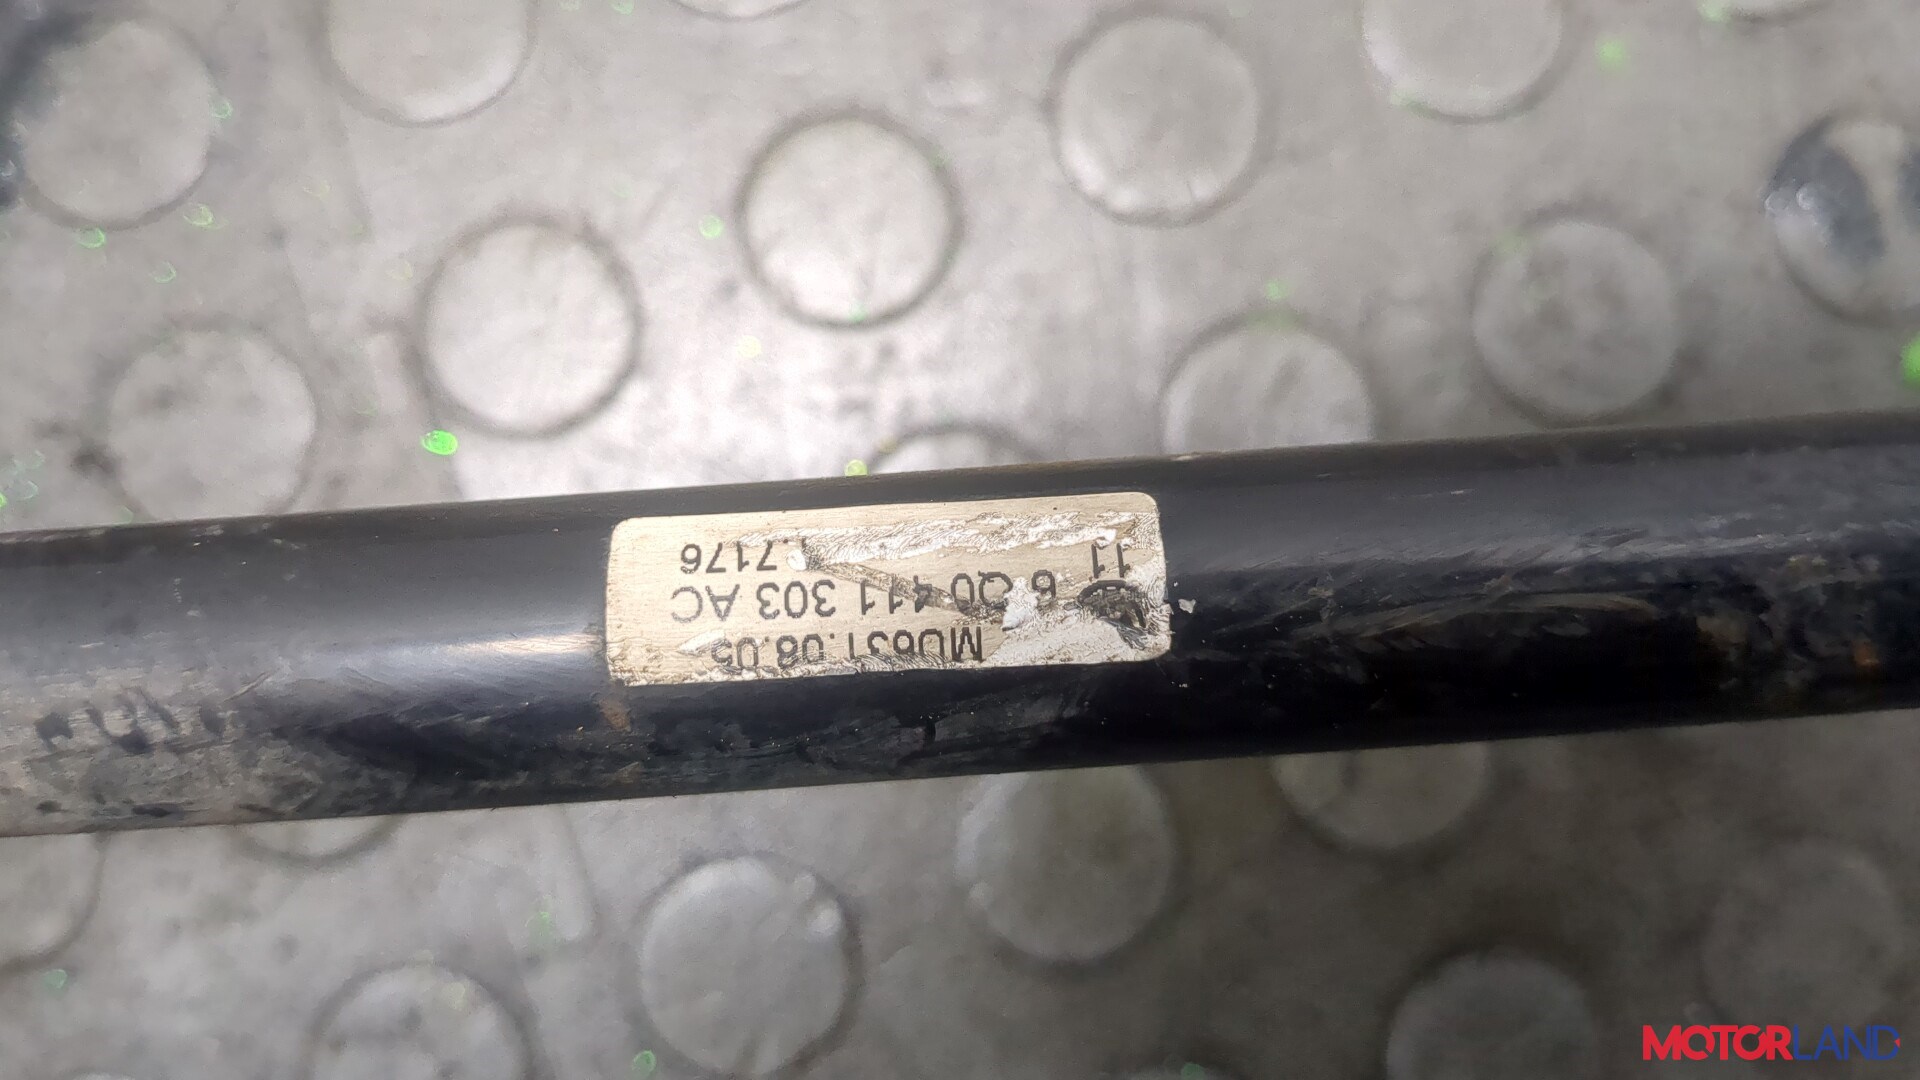 MU631.08.05
6Q0 411 303 AC
11 .7176
MOTORLAND